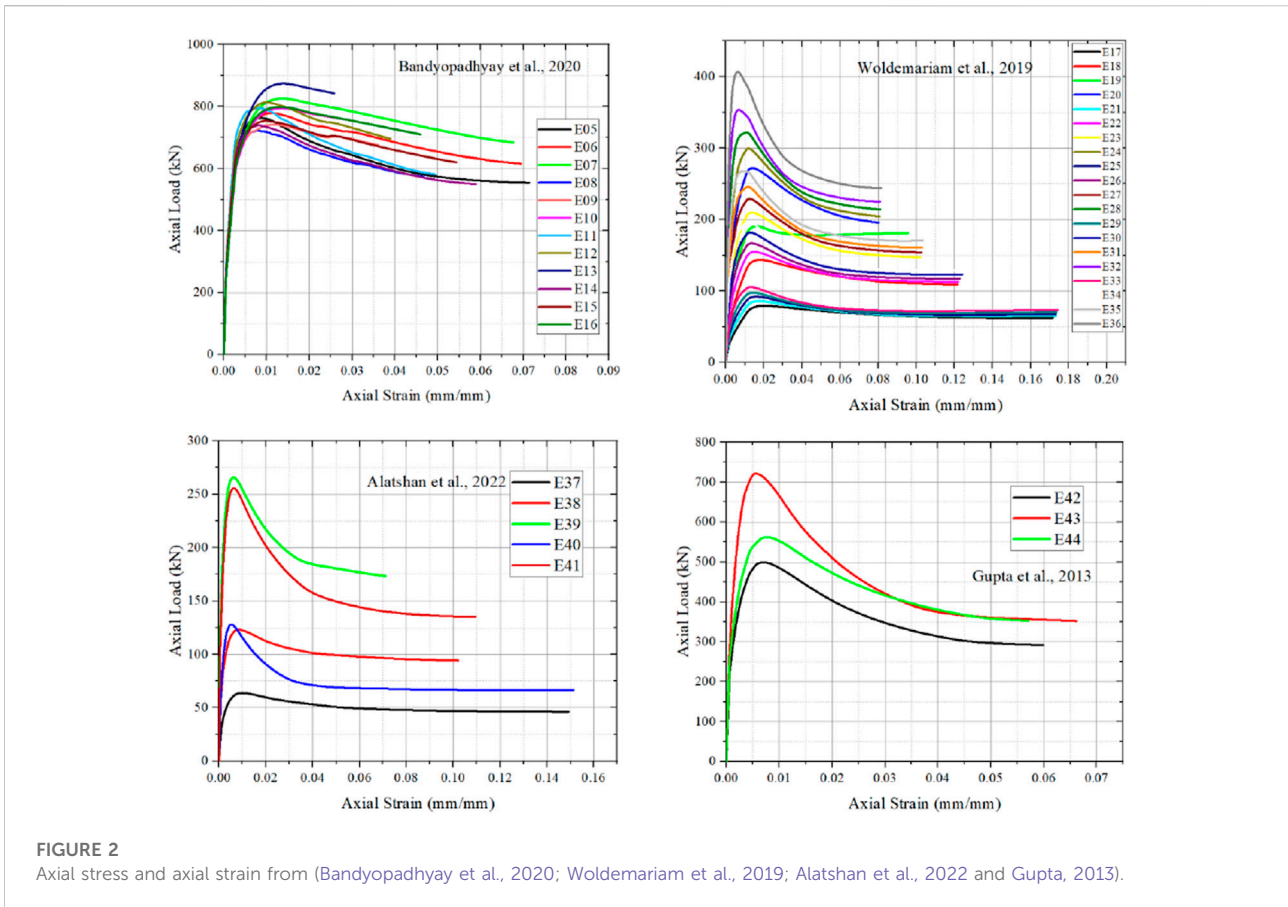 1000
800
600
400
200
0
Axial Load (kN)
Bandyopadhyay et al., 2020
E05
E06
E07
E08
E09
E10
E11
E12
E13
E14
E15
E16
0.00 0.01 0.02 0.03 0.04 0.05 0.06 0.07 0.08 0.09
Axial Strain (mm/mm)
400
300
200
100
0
Axial Load (kN)
Woldemariam et al., 2019
E17
E18
E19
E20
E21
E22
E23
E24
E25
E26
E27
E28
E29
E30
E31
E32
E33
E34
E35
E36
0.00 0.02 0.04 0.06 0.08 0.10 0.12 0.14 0.16 0.18 0.20
Axial Strain (mm/mm)
300
250
200
150
100
50
0
Axial Load (kN)
Alatshan et al., 2022
E37
E38
E39
E40
E41
0.00 0.02 0.04 0.06 0.08 0.10 0.12 0.14 0.16
Axial Strain (mm/mm)
800
700
600
500
400
300
200
100
0
Axial Load (kN)
E42
E43
E44
Gupta et al., 2013
0.00 0.01 0.02 0.03 0.04 0.05 0.06 0.07
Axial Strain (mm/mm)
FIGURE 2
Axial stress and axial strain from (Bandyopadhyay et al., 2020; Woldemariam et al., 2019; Alatshan et al., 2022 and Gupta, 2013).